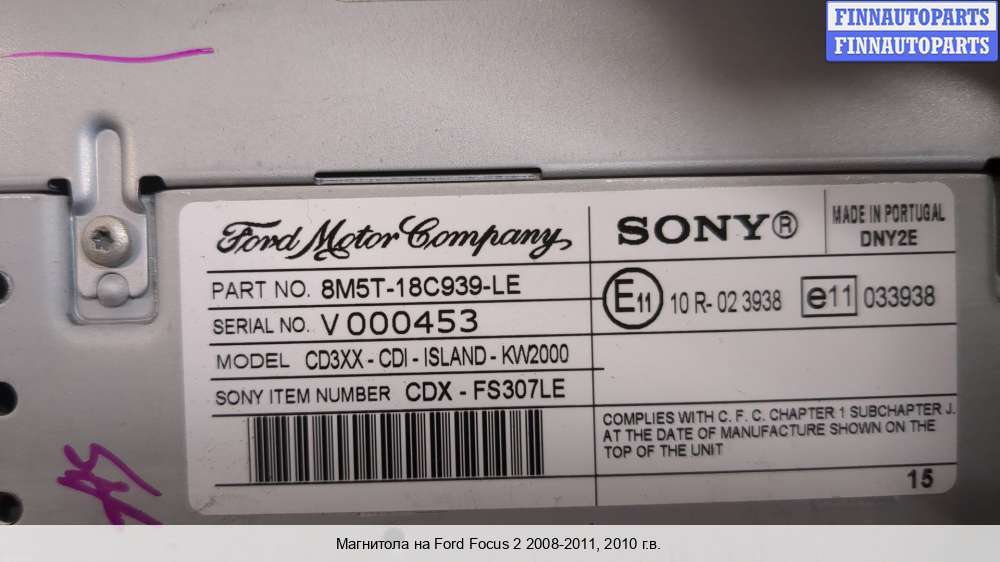 FINNAUTOPARTS
FINNAUTOPARTS
Ford Motor Company
SONY®
MADE IN PORTUGAL
DNY2E
PART NO. 8M5T-18C939-LE
SERIAL NO. V 000453
MODEL CD3XX - CDI - ISLAND - KW2000
SONY ITEM NUMBER CDX - FS307LE
E11 10 R- 02 3938 e11 033938
COMPLIES WITH C. F. C. CHAPTER 1 SUBCHAPTER J.
AT THE DATE OF MANUFACTURE SHOWN ON THE
TOP OF THE UNIT
15
Магнитола на Ford Focus 2 2008-2011, 2010 г.в.